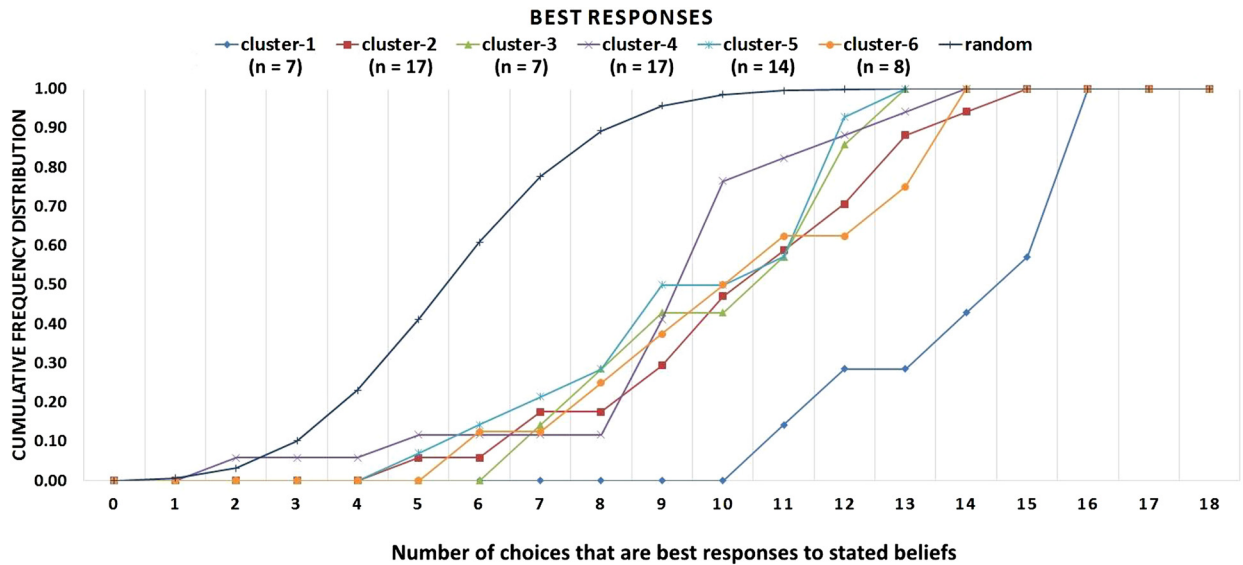 BEST RESPONSES
cluster-1 cluster-2 cluster-3 cluster-4 cluster-5 cluster-6 random
(n = 7) (n = 17) (n = 7) (n = 17) (n = 14) (n = 8)
CUMULATIVE FREQUENCY DISTRIBUTION
1.00
0.90
0.80
0.70
0.60
0.50
0.40
0.30
0.20
0.10
0.00
0 1 2 3 4 5 6 7 8 9 10 11 12 13 14 15 16 17 18
Number of choices that are best responses to stated beliefs